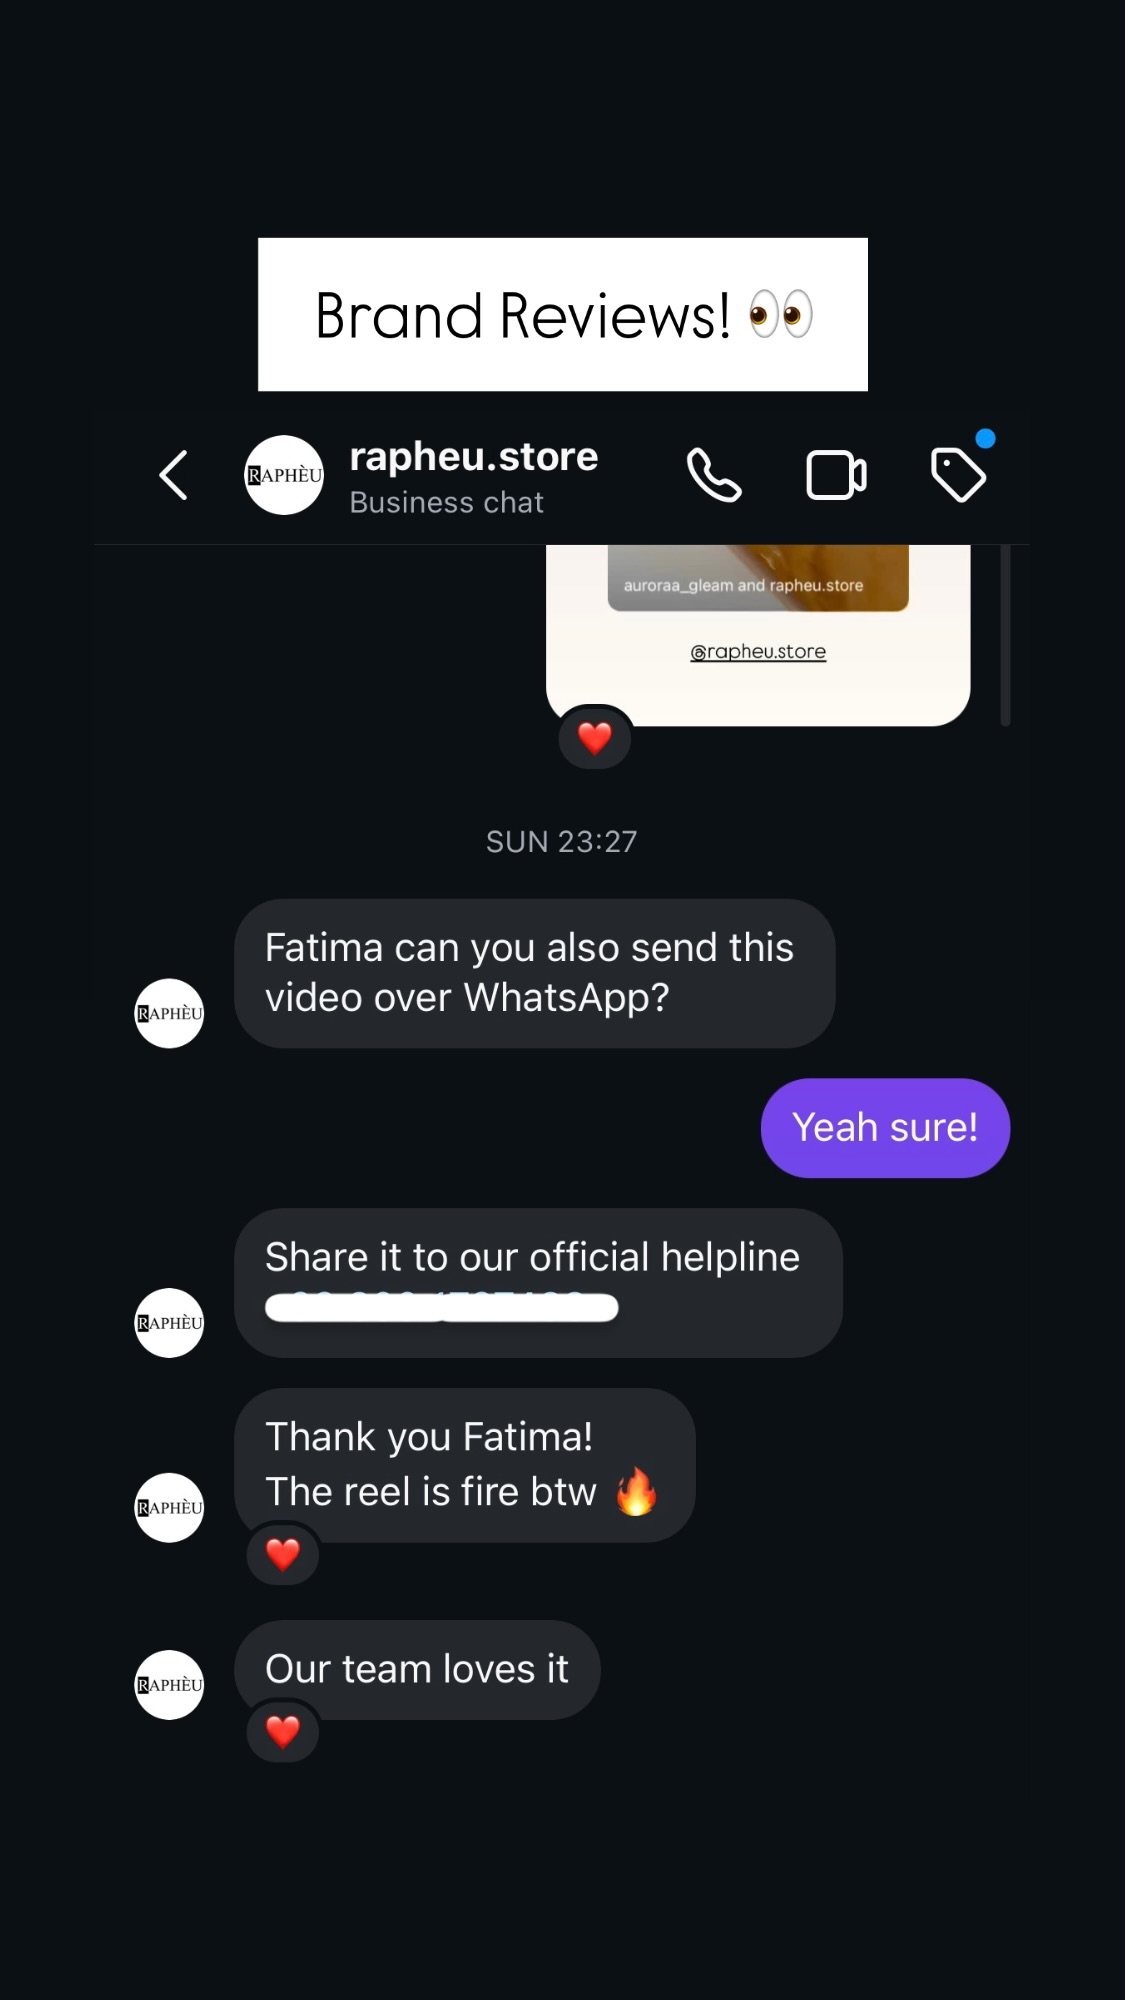 Brand Reviews! 👀
RAPHÈU
rapheu.store
Business chat
auroraa_gleam and rapheu.store
@rapheu.store
❤️
SUN 23:27
Fatima can you also send this
video over WhatsApp?
RAPHÈU
Yeah sure!
Share it to our official helpline
RAPHÈU
Thank you Fatima!
The reel is fire btw 🔥
RAPHÈU
❤️
Our team loves it
RAPHÈU
❤️